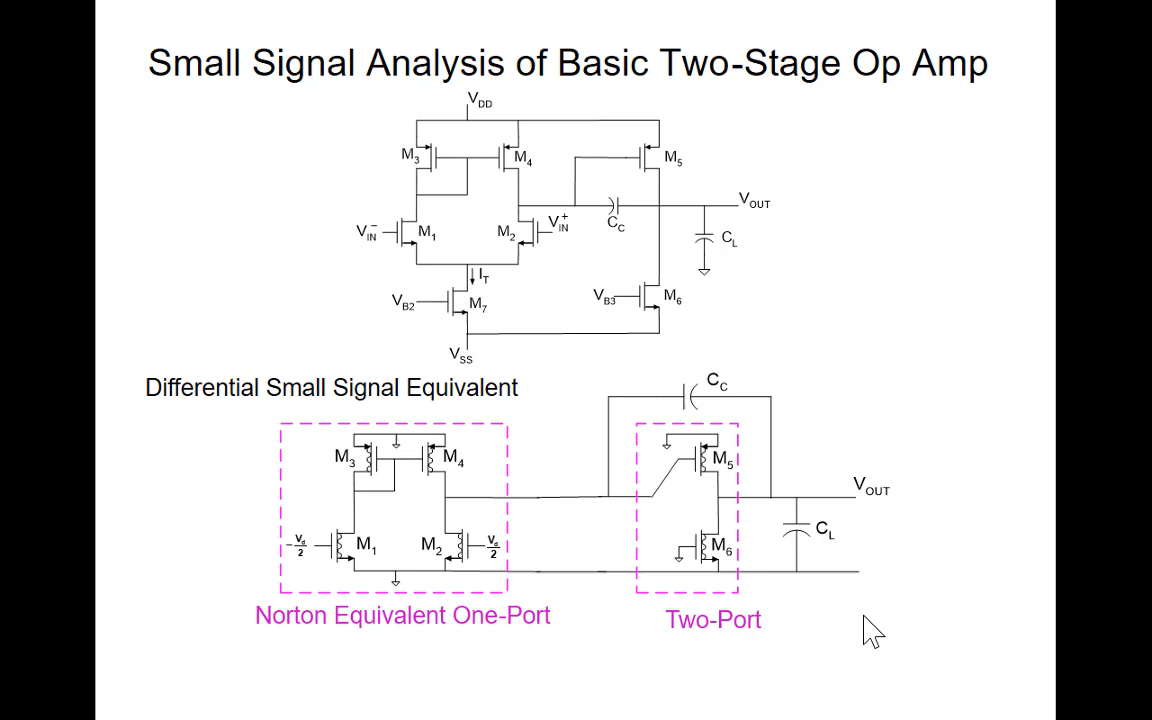 Small Signal Analysis of Basic Two-Stage Op Amp
VDD
M3
M4
M5
VOUT
VIN−
M1
M2
VIN+
CC
CL
IT
VB2
M7
VB3
M6
VSS
Differential Small Signal Equivalent
CC
M3
M4
M5
VOUT
−Vd/2
M1
M2
Vd/2
M6
CL
Norton Equivalent One-Port
Two-Port